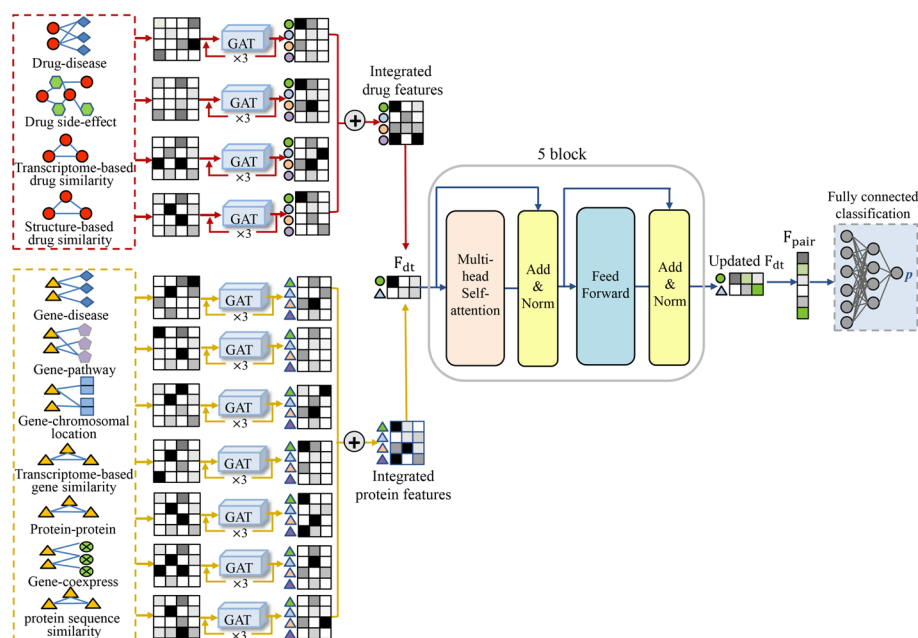 Drug-disease
GAT
×3
Drug side-effect
GAT
×3
Transcriptome-based
drug similarity
GAT
×3
Structure-based
drug similarity
GAT
×3
Integrated
drug features
Gene-disease
GAT
×3
Gene-pathway
GAT
×3
Gene-chromosomal
location
GAT
×3
Transcriptome-based
gene similarity
GAT
×3
Protein-protein
GAT
×3
Gene-coexpress
GAT
×3
protein sequence
similarity
GAT
×3
Integrated
protein features
F_dt
5 block
Multi-
head
Self-
attention
Add
&
Norm
Feed
Forward
Add
&
Norm
Updated F_dt
F_pair
Fully connected
classification
p